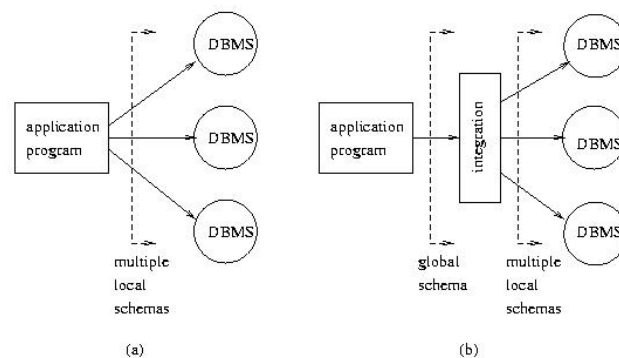 DBMS
application
program
DBMS
DBMS
multiple
local
schemas
(a)
DBMS
application
program
integration
DBMS
DBMS
global
schema
multiple
local
schemas
(b)